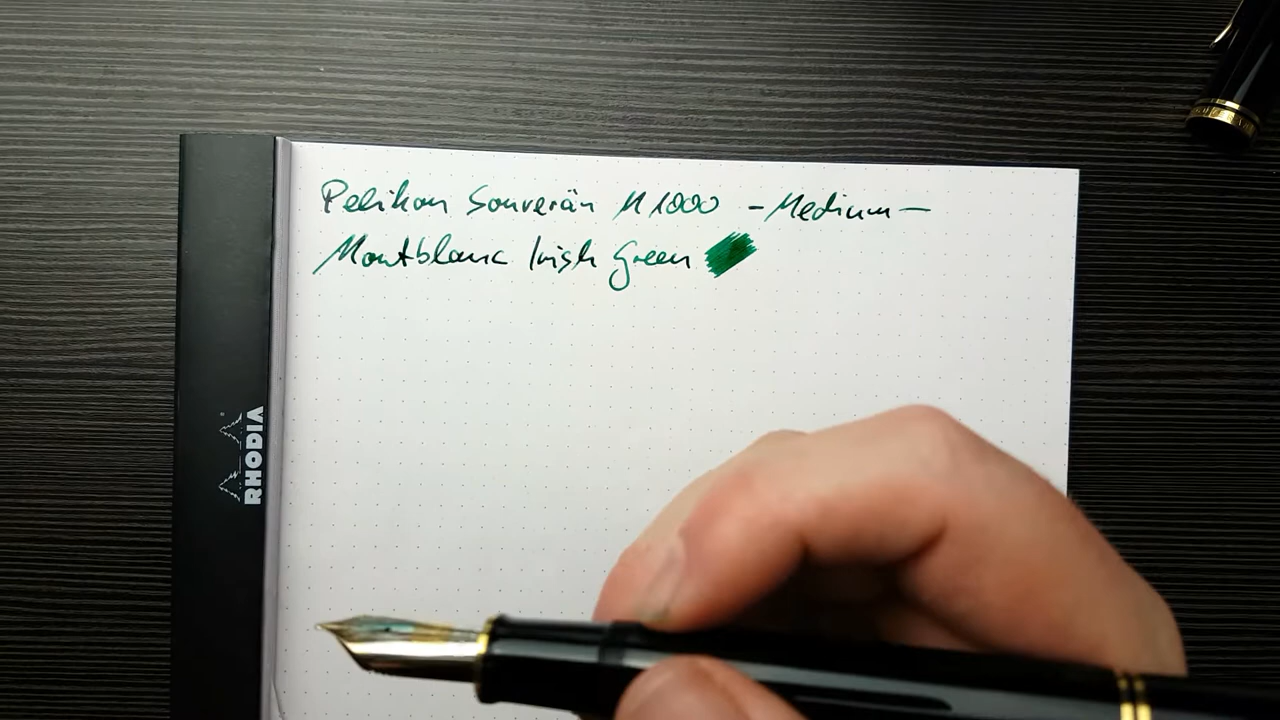 Pelikan Souverän M1000 - Medium -
Montblanc Irish Green
RHODIA